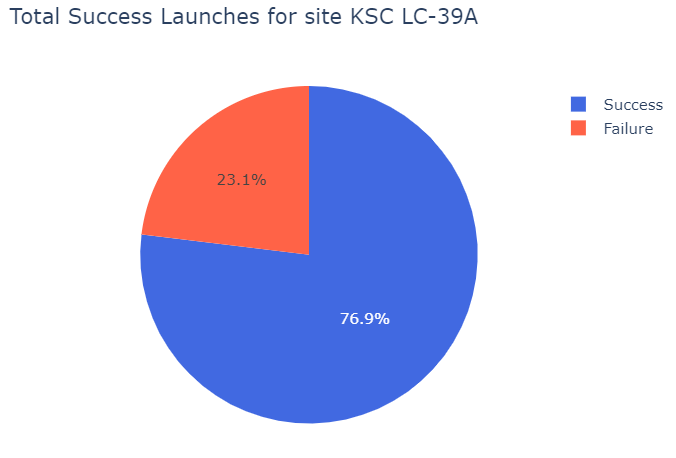 Total Success Launches for site KSC LC-39A
Success
Failure
23.1%
76.9%